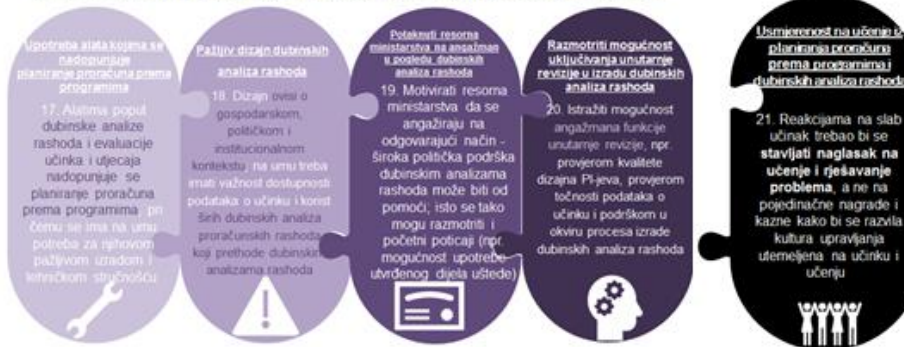 Upotreba alata kojima se
nadopunjuje
planiranje proračuna prema
programima
17. Alatima poput
dubinske analize
rashoda i evaluacije
učinka i utjecaja
nadopunjuje se
planiranje proračuna
prema programima, pri
čemu se ima na umu
potreba za njihovom
pažljivom izradom i
tehničkom stručnošću
Pažljiv dizajn dubinskih
analiza rashoda
18. Dizajn ovisi o
gospodarskom,
političkom i
institucionalnom
kontekstu; na umu treba
imati važnost dostupnosti
podataka o učinku i korist
širih dubinskih analiza
proračunskih rashoda
koji prethode dubinskim
analizama rashoda
Potaknuti resorna
ministarstva na angažman
u pogledu dubinskih
analiza rashoda
19. Motivirati resorna
ministarstva da se
angažiraju na
odgovarajući način -
široka politička podrška
dubinskim analizama
rashoda može biti od
pomoći; isto se tako
mogu razmotriti i
početni poticaji (npr.
mogućnost upotrebe
utvrđenog dijela uštede)
Razmotriti mogućnost
uključivanja unutarnje
revizije u izradu dubinskih
analiza rashoda
20. Istražiti mogućnost
angažmana funkcije
unutarnje revizije, npr.
provjerom kvalitete
dizajna PI-jeva, provjerom
točnosti podataka o
učinku i podrškom u
okviru procesa izrade
dubinskih analiza rashoda
Usmjerenost na učenje iz
planiranja proračuna
prema programima i
dubinskih analiza rashoda
21. Reakcijama na slab
učinak trebao bi se
stavljati naglasak na
učenje i rješavanje
problema, a ne na
pojedinačne nagrade i
kazne kako bi se razvila
kultura upravljanja
utemeljena na učinku i
učenju